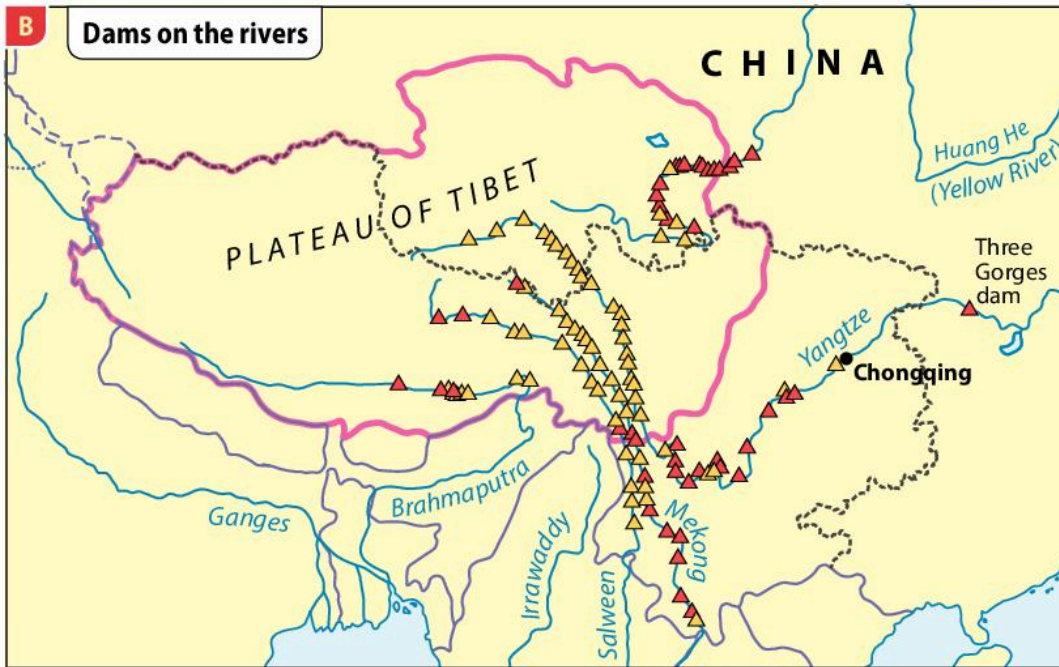 B
Dams on the rivers
CHINA
PLATEAU OF TIBET
Huang He
(Yellow River)
Three
Gorges
dam
Yangtze
Chongqing
Brahmaputra
Ganges
Irrawaddy
Salween
Mekong